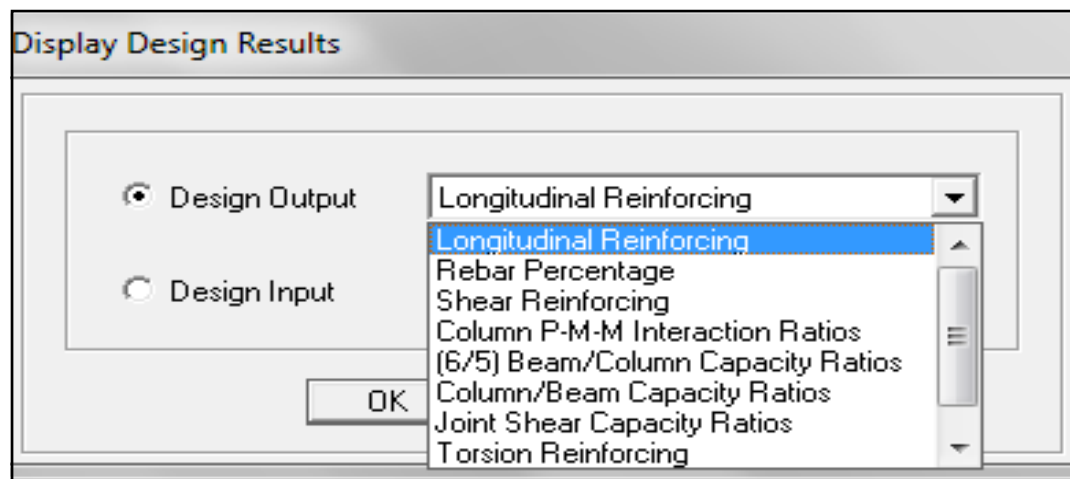 Display Design Results
Design Output
Longitudinal Reinforcing
Longitudinal Reinforcing
Rebar Percentage
Design Input
Shear Reinforcing
Column P-M-M Interaction Ratios
(6/5) Beam/Column Capacity Ratios
Column/Beam Capacity Ratios
OK
Joint Shear Capacity Ratios
Torsion Reinforcing